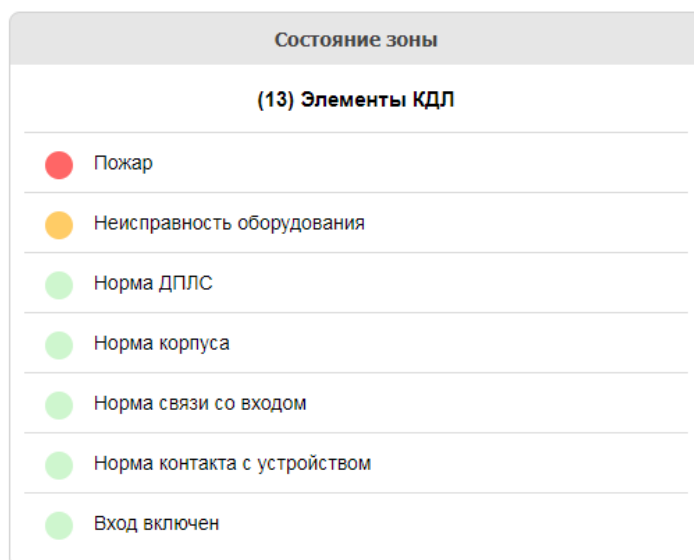 Состояние зоны
(13) Элементы КДЛ
Пожар
Неисправность оборудования
Норма ДПЛС
Норма корпуса
Норма связи со входом
Норма контакта с устройством
Вход включен